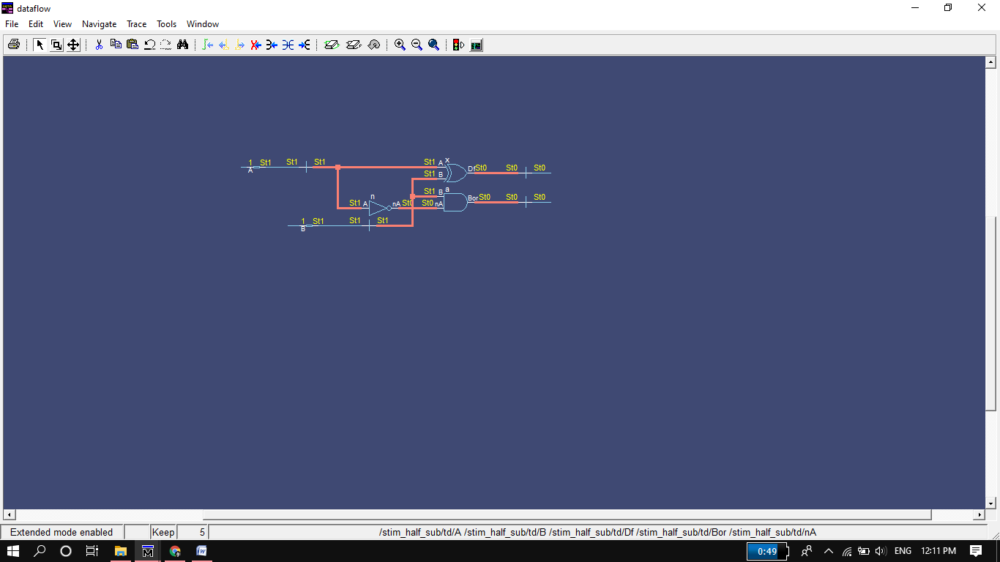 dataflow
File Edit View Navigate Trace Tools Window
1 St1 St1 St1 St1 A x Df St0 St0 St0
A
St1 B
St1 B a Bor St0 St0 St0
n
St1 A nA St0 St0 nA
1 St1 St1 St1
B
Extended mode enabled Keep 5 /stim_half_sub/td/A /stim_half_sub/td/B /stim_half_sub/td/Df /stim_half_sub/td/Bor /stim_half_sub/td/nA
0:49 ENG 12:11 PM